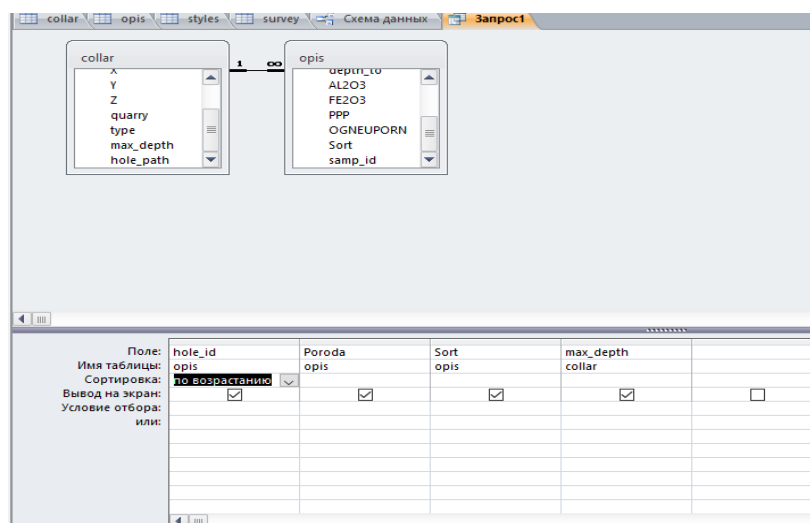 collar opis styles survey Схема данных Запрос1
collar
X
Y
Z
quarry
type
max_depth
hole_path
1 ∞
opis
depth_to
AL2O3
FE2O3
PPP
OGNEUPORN
Sort
samp_id
Поле: hole_id Poroda Sort max_depth
Имя таблицы: opis opis opis collar
Сортировка: по возрастанию
Вывод на экран:
Условие отбора:
или: